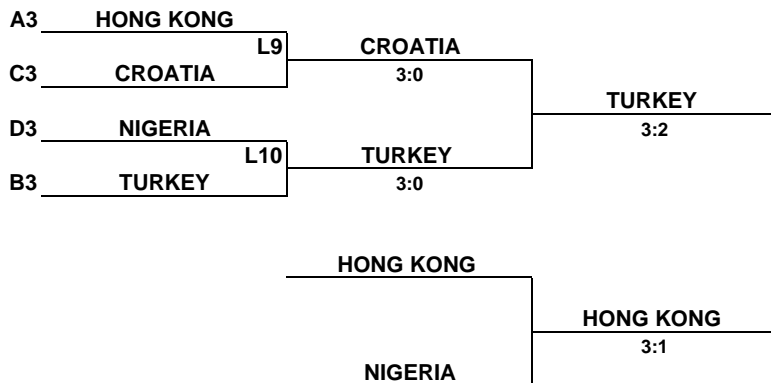 A3 HONG KONG
L9 CROATIA
C3 CROATIA 3:0
TURKEY
D3 NIGERIA 3:2
L10 TURKEY
B3 TURKEY 3:0
HONG KONG
HONG KONG
3:1
NIGERIA